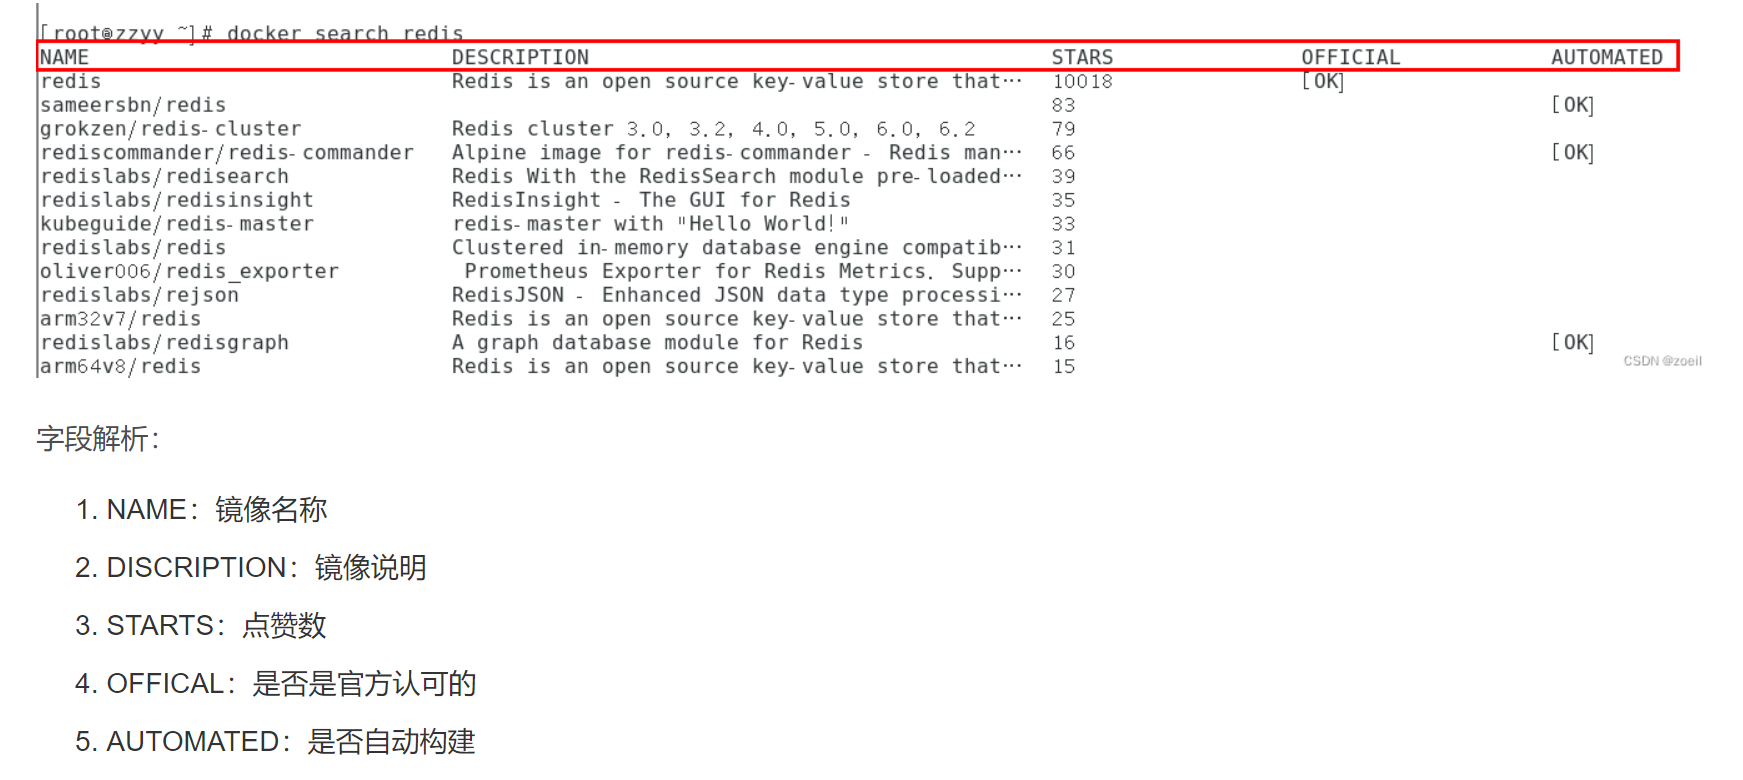 [root@zzyy ~]# docker search redis
NAME DESCRIPTION STARS OFFICIAL AUTOMATED
redis Redis is an open source key-value store that… 10018 [OK]
sameersbn/redis 83 [OK]
grokzen/redis-cluster Redis cluster 3.0, 3.2, 4.0, 5.0, 6.0, 6.2 79
rediscommander/redis-commander Alpine image for redis-commander - Redis man… 66 [OK]
redislabs/redisearch Redis With the RedisSearch module pre-loaded… 39
redislabs/redisinsight RedisInsight - The GUI for Redis 35
kubeguide/redis-master redis-master with "Hello World!" 33
redislabs/redis Clustered in-memory database engine compatib… 31
oliver006/redis_exporter Prometheus Exporter for Redis Metrics. Supp… 30
redislabs/rejson RedisJSON - Enhanced JSON data type processi… 27
arm32v7/redis Redis is an open source key-value store that… 25
redislabs/redisgraph A graph database module for Redis 16 [OK]
arm64v8/redis Redis is an open source key-value store that… 15
CSDN @zoeil
字段解析：
1. NAME：镜像名称
2. DISCRIPTION：镜像说明
3. STARTS：点赞数
4. OFFICAL：是否是官方认可的
5. AUTOMATED：是否自动构建